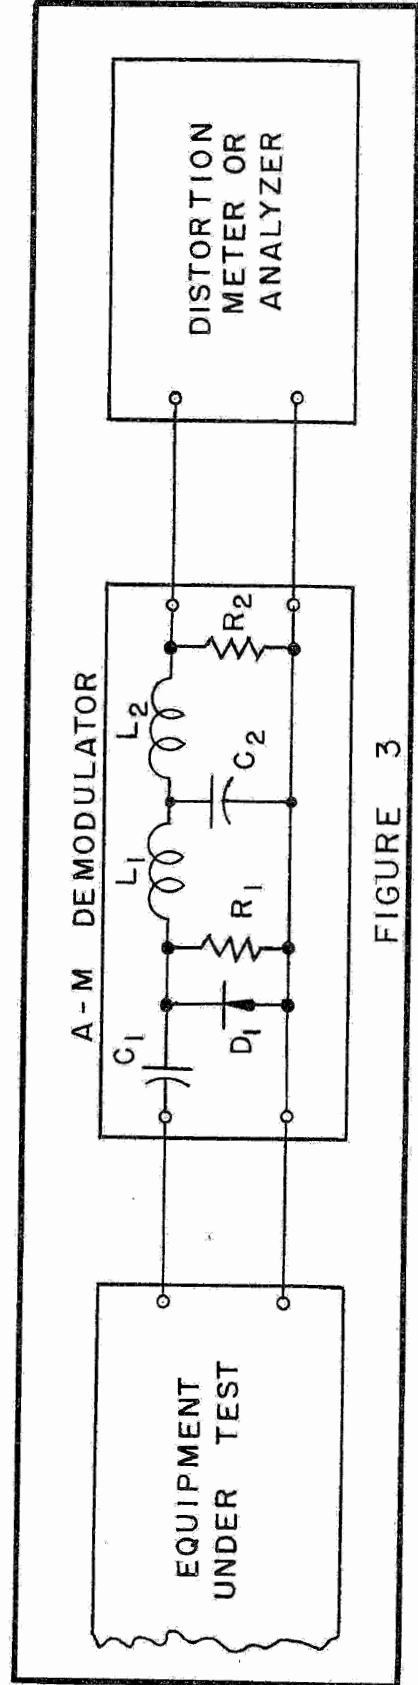 A-M DEMODULATOR
EQUIPMENT
UNDER TEST
C1
D1
R1
L1
C2
L2
R2
DISTORTION
METER OR
ANALYZER
FIGURE 3